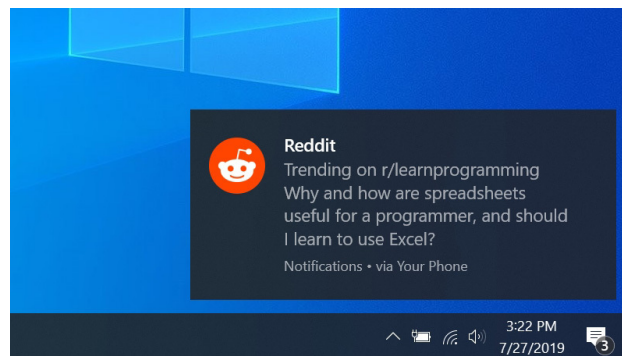 Reddit
Trending on r/learnprogramming
Why and how are spreadsheets
useful for a programmer, and should
I learn to use Excel?
Notifications • via Your Phone
3:22 PM
7/27/2019
3